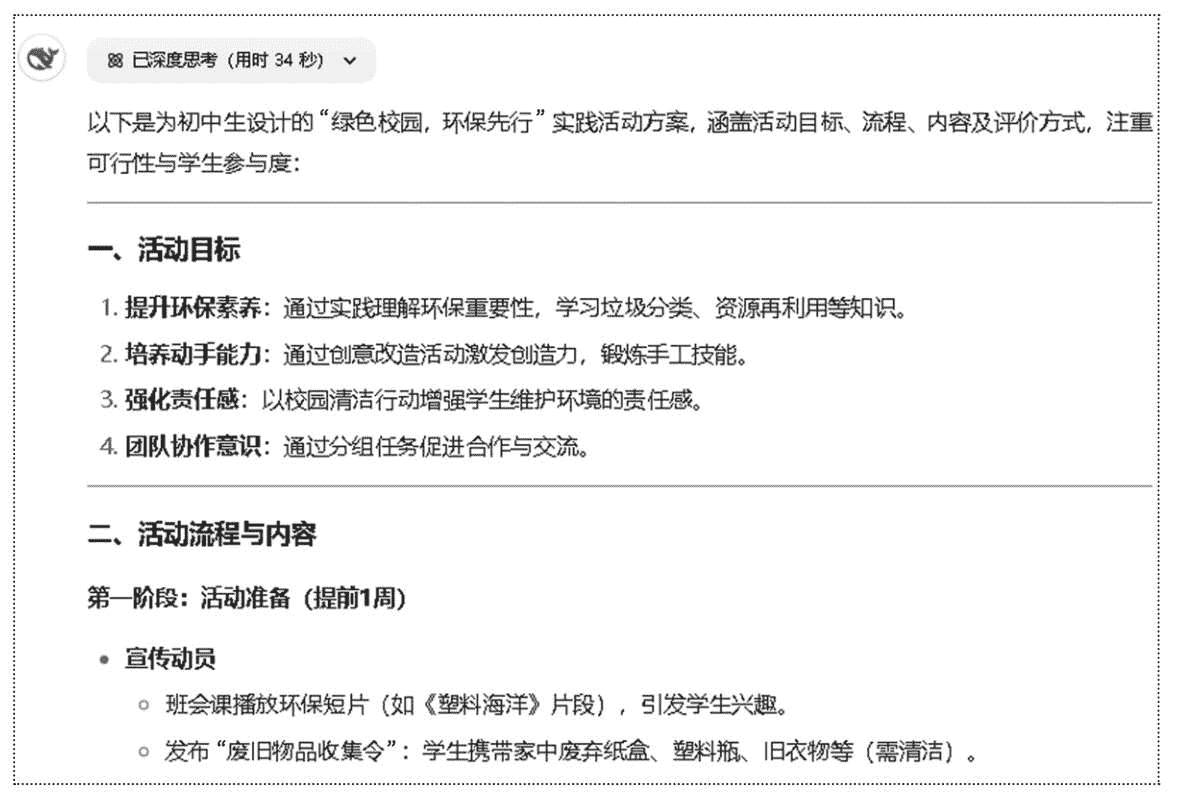 已深度思考（用时 34 秒）
以下是为初中生设计的“绿色校园，环保先行”实践活动方案，涵盖活动目标、流程、内容及评价方式，注重
可行性与学生参与度：
一、活动目标
1. 提升环保素养：通过实践理解环保重要性，学习垃圾分类、资源再利用等知识。
2. 培养动手能力：通过创意改造活动激发创造力，锻炼手工技能。
3. 强化责任感：以校园清洁行动增强学生维护环境的责任感。
4. 团队协作意识：通过分组任务促进合作与交流。
二、活动流程与内容
第一阶段：活动准备（提前1周）
• 宣传动员
○ 班会课播放环保短片（如《塑料海洋》片段），引发学生兴趣。
○ 发布“废旧物品收集令”：学生携带家中废弃纸盒、塑料瓶、旧衣物等（需清洁）。